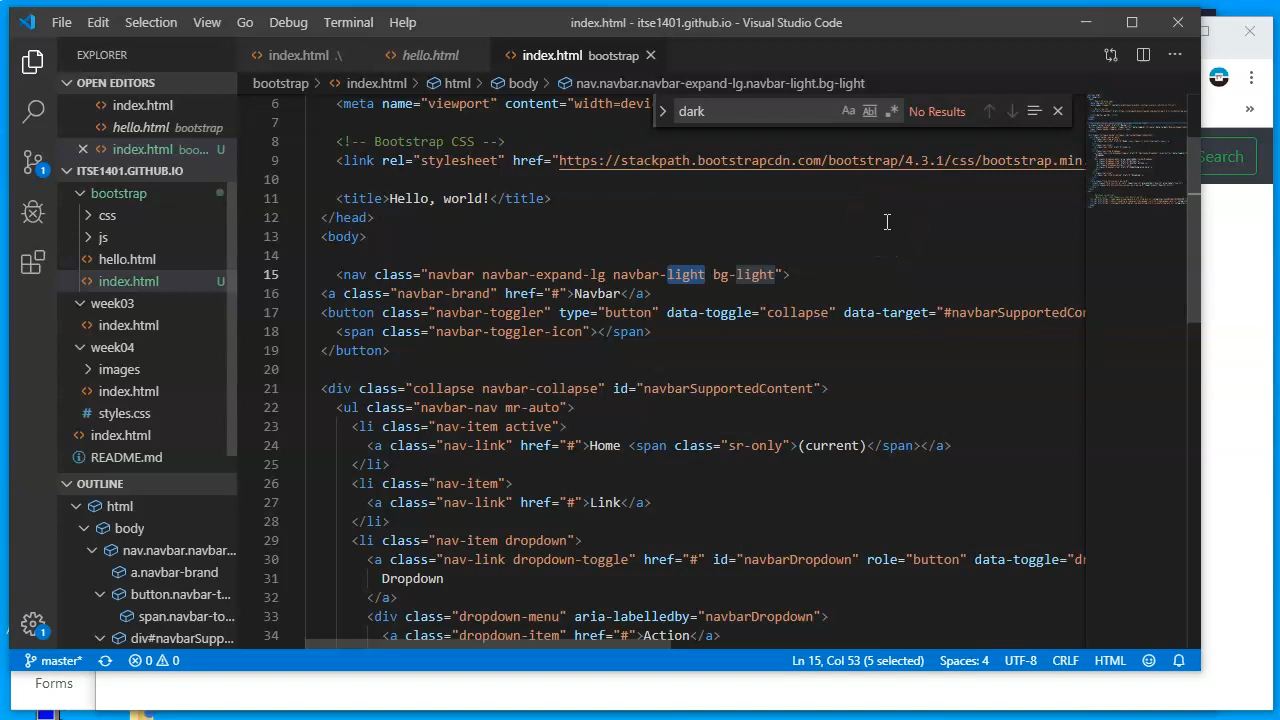 File Edit Selection View Go Debug Terminal Help
index.html - itse1401.github.io - Visual Studio Code
EXPLORER
index.html .\
hello.html
index.html bootstrap
OPEN EDITORS
index.html
hello.html bootstrap
index.html boo... U
ITSE1401.GITHUB.IO
bootstrap
css
js
hello.html
index.html U
week03
index.html
week04
images
index.html
styles.css
index.html
README.md
OUTLINE
html
body
nav.navbar.navbar...
a.navbar-brand
button.navbar-t...
span.navbar-to...
div#navbarSupp...
bootstrap > index.html > html > body > nav.navbar.navbar-expand-lg.navbar-light.bg-light
dark
Aa Abl .* No Results
6 <meta name="viewport" content="width=devi
7
8 <!-- Bootstrap CSS -->
9 <link rel="stylesheet" href="https://stackpath.bootstrapcdn.com/bootstrap/4.3.1/css/bootstrap.min.
10
11 <title>Hello, world!</title>
12 </head>
13 <body>
14
15 <nav class="navbar navbar-expand-lg navbar-light bg-light">
16 <a class="navbar-brand" href="#">Navbar</a>
17 <button class="navbar-toggler" type="button" data-toggle="collapse" data-target="#navbarSupportedCon
18 <span class="navbar-toggler-icon"></span>
19 </button>
20
21 <div class="collapse navbar-collapse" id="navbarSupportedContent">
22 <ul class="navbar-nav mr-auto">
23 <li class="nav-item active">
24 <a class="nav-link" href="#">Home <span class="sr-only">(current)</span></a>
25 </li>
26 <li class="nav-item">
27 <a class="nav-link" href="#">Link</a>
28 </li>
29 <li class="nav-item dropdown">
30 <a class="nav-link dropdown-toggle" href="#" id="navbarDropdown" role="button" data-toggle="dr
31 Dropdown
32 </a>
33 <div class="dropdown-menu" aria-labelledby="navbarDropdown">
34 <a class="dropdown-item" href="#">Action</a>
Search
1
1
master* 0 0
Ln 15, Col 53 (5 selected) Spaces: 4 UTF-8 CRLF HTML
Forms